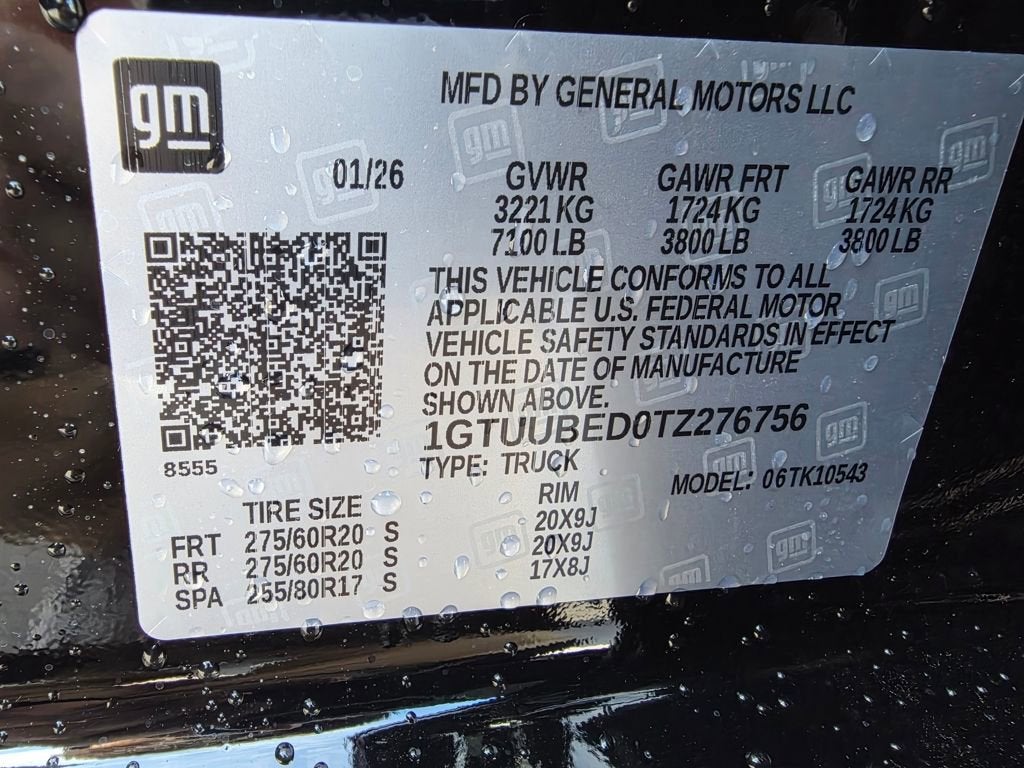 gm
MFD BY GENERAL MOTORS LLC
01/26 GVWR GAWR FRT GAWR RR
3221 KG 1724 KG 1724 KG
7100 LB 3800 LB 3800 LB
THIS VEHICLE CONFORMS TO ALL
APPLICABLE U.S. FEDERAL MOTOR
VEHICLE SAFETY STANDARDS IN EFFECT
ON THE DATE OF MANUFACTURE
SHOWN ABOVE.
1GTUUBED0TZ276756
8555
TYPE: TRUCK MODEL: 06TK10543
TIRE SIZE RIM
FRT 275/60R20 S 20X9J
RR 275/60R20 S 20X9J
SPA 255/80R17 S 17X8J